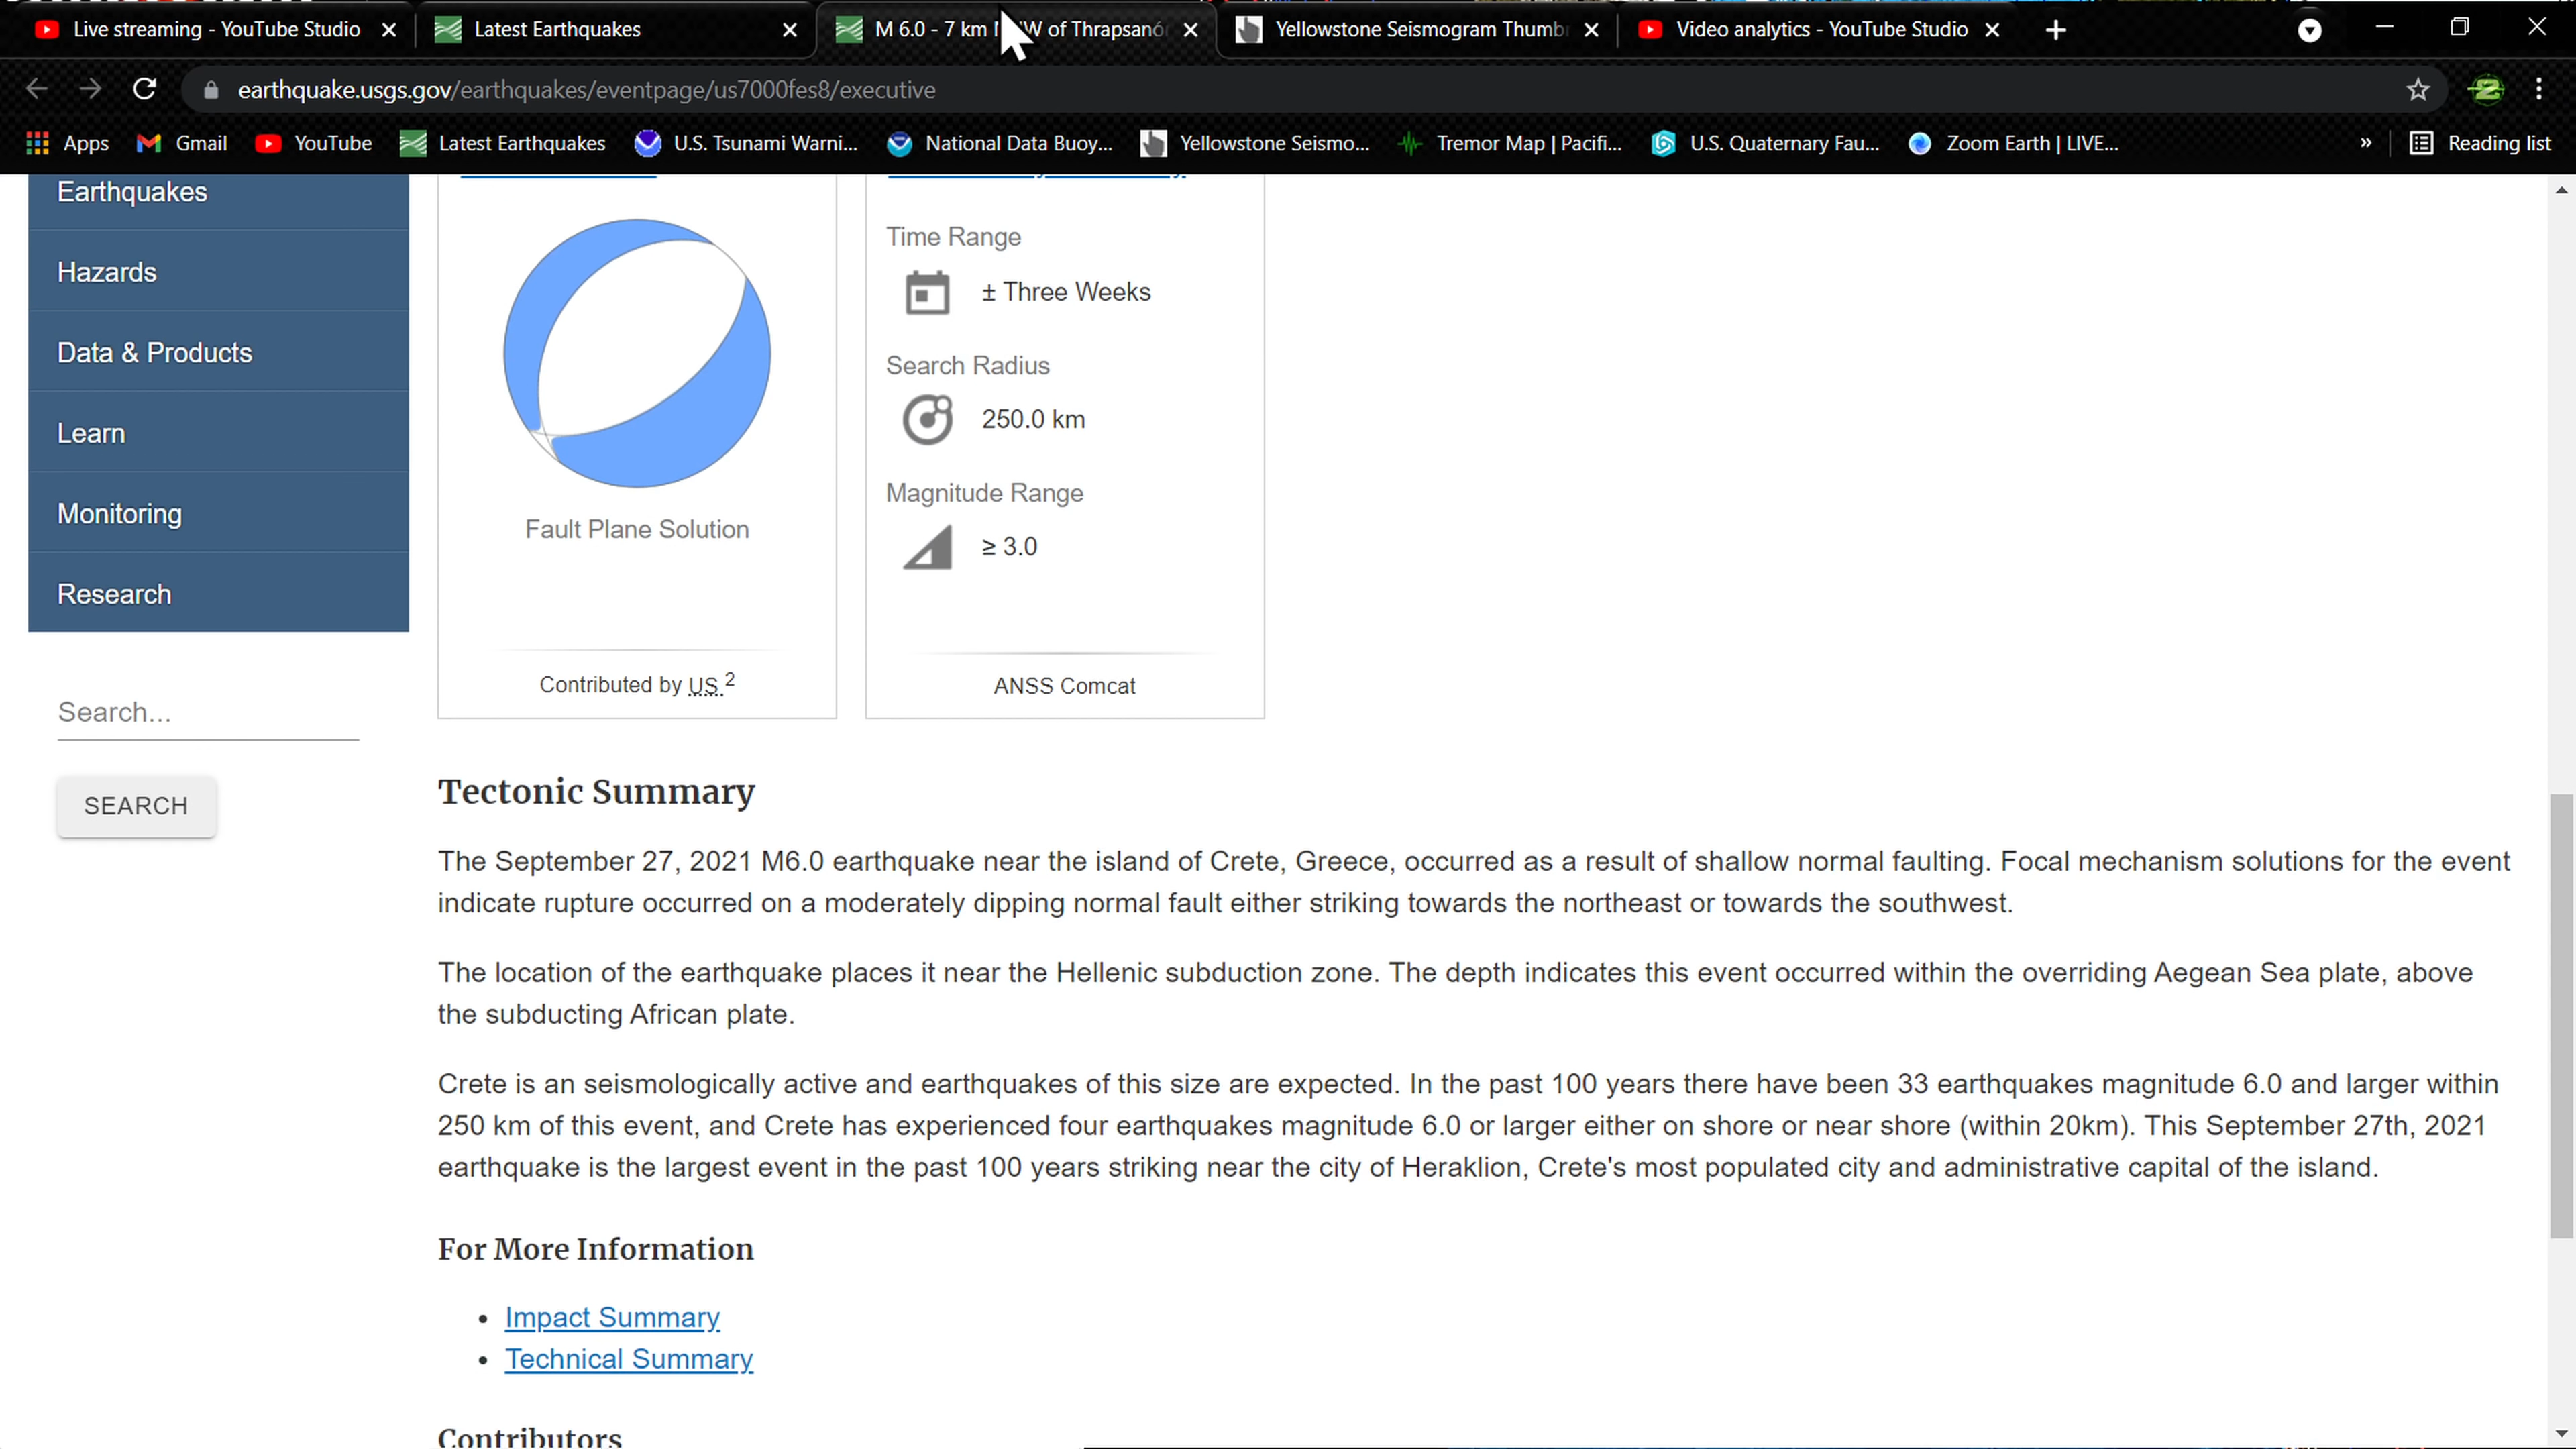 Live streaming - YouTube Studio
Latest Earthquakes
M 6.0 - 7 km W of Thrapsanó
Yellowstone Seismogram Thumb
Video analytics - YouTube Studio
earthquake.usgs.gov/earthquakes/eventpage/us7000fes8/executive
Apps
Gmail
YouTube
Latest Earthquakes
U.S. Tsunami Warni...
National Data Buoy...
Yellowstone Seismo...
Tremor Map | Pacifi...
U.S. Quaternary Fau...
Zoom Earth | LIVE...
»
Reading list
Earthquakes
Hazards
Data & Products
Learn
Monitoring
Research
Search...
SEARCH
Fault Plane Solution
Contributed by US.2
Time Range
± Three Weeks
Search Radius
250.0 km
Magnitude Range
≥ 3.0
ANSS Comcat
Tectonic Summary
The September 27, 2021 M6.0 earthquake near the island of Crete, Greece, occurred as a result of shallow normal faulting. Focal mechanism solutions for the event
indicate rupture occurred on a moderately dipping normal fault either striking towards the northeast or towards the southwest.
The location of the earthquake places it near the Hellenic subduction zone. The depth indicates this event occurred within the overriding Aegean Sea plate, above
the subducting African plate.
Crete is an seismologically active and earthquakes of this size are expected. In the past 100 years there have been 33 earthquakes magnitude 6.0 and larger within
250 km of this event, and Crete has experienced four earthquakes magnitude 6.0 or larger either on shore or near shore (within 20km). This September 27th, 2021
earthquake is the largest event in the past 100 years striking near the city of Heraklion, Crete's most populated city and administrative capital of the island.
For More Information
• Impact Summary
• Technical Summary
Contributors